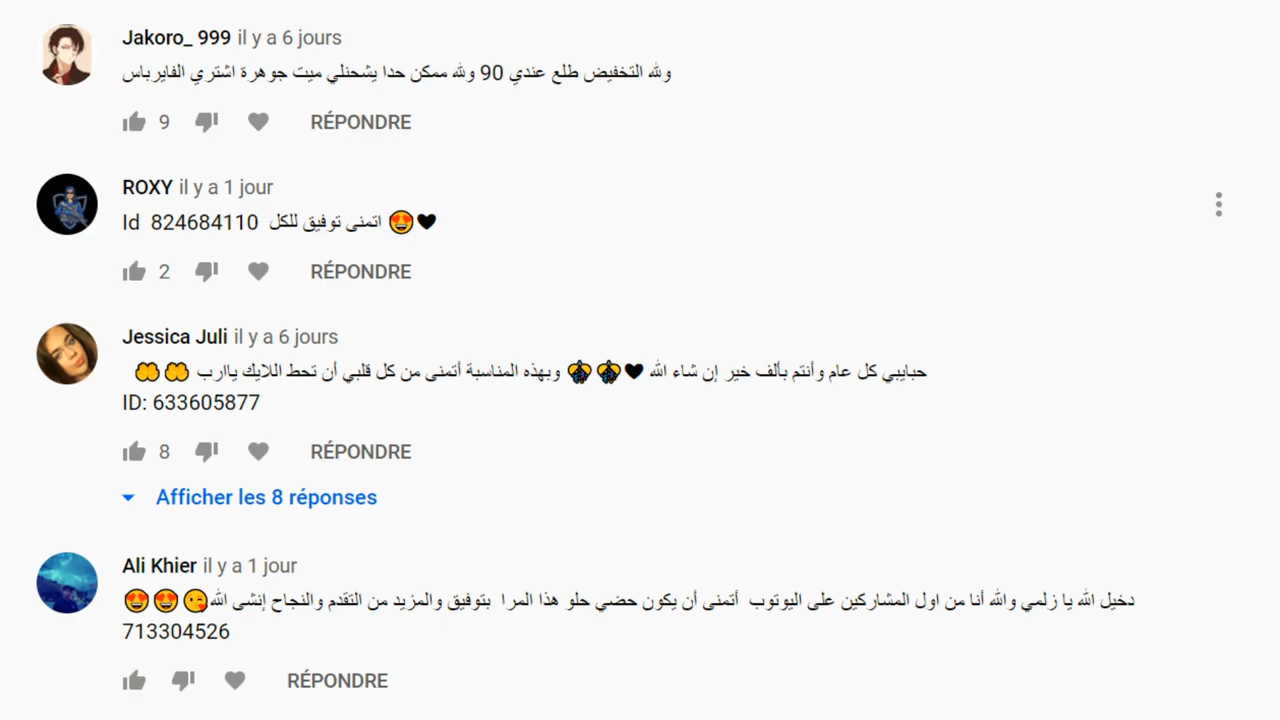 Jakoro_ 999 il y a 6 jours
ولله التخفيض طلع عندي 90 ولله ممكن حدا يشحنلي ميت جوهرة اشتري الفايرباس
9 RÉPONDRE
ROXY il y a 1 jour
Id 824684110 اتمنى توفيق للكل 😍🖤
2 RÉPONDRE
Jessica Juli il y a 6 jours
حبايبي كل عام وأنتم بألف خير إن شاء الله 🖤 وبهذه المناسبة أتمنى من كل قلبي أن تحط اللايك ياارب 🤲🤲
ID: 633605877
8 RÉPONDRE
Afficher les 8 réponses
Ali Khier il y a 1 jour
دخيل الله يا زلمي والله أنا من اول المشاركين على اليوتوب أتمنى أن يكون حضي حلو هذا المرا بتوفيق والمزيد من التقدم والنجاح إنشى الله😘😍😍
713304526
RÉPONDRE